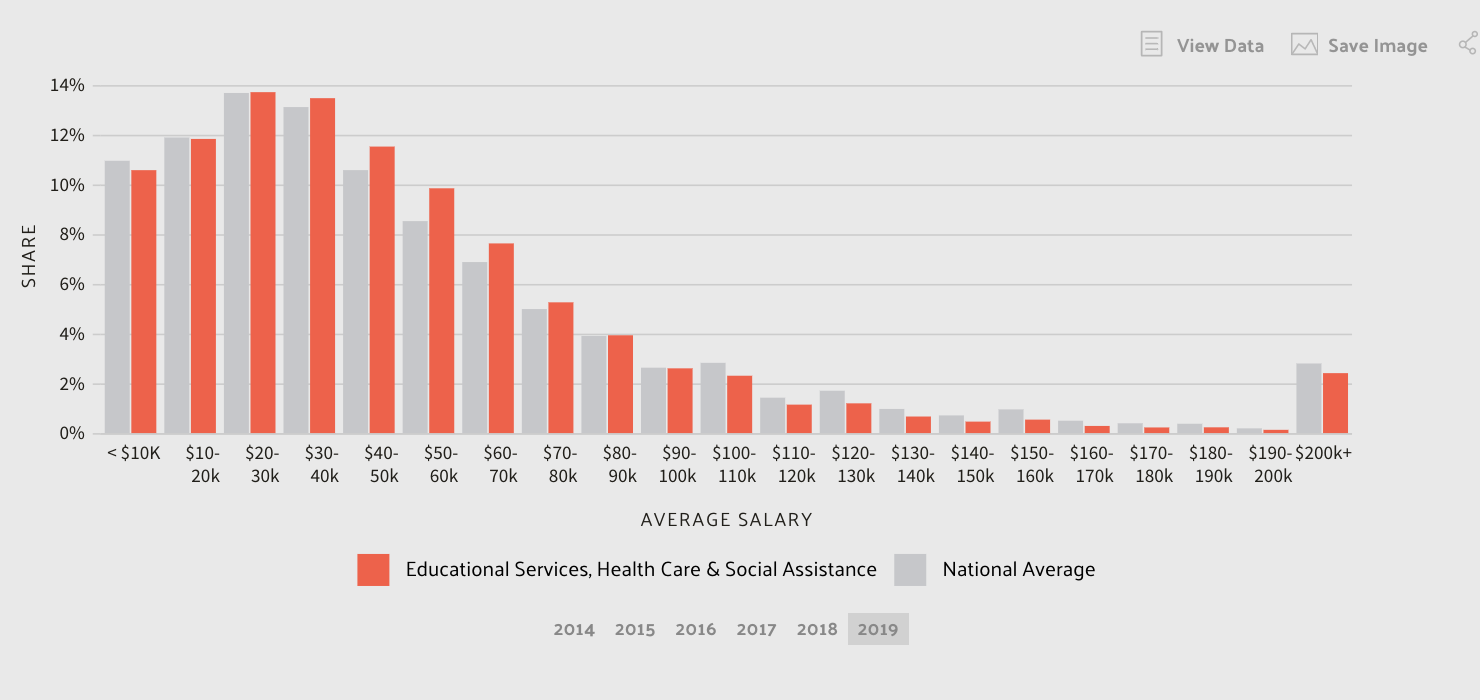 View Data Save Image
14%
12%
10%
8%
6%
4%
2%
0%
SHARE
< $10K $10-20k $20-30k $30-40k $40-50k $50-60k $60-70k $70-80k $80-90k $90-100k $100-110k $110-120k $120-130k $130-140k $140-150k $150-160k $160-170k $170-180k $180-190k $190-200k $200k+
AVERAGE SALARY
Educational Services, Health Care & Social Assistance National Average
2014 2015 2016 2017 2018 2019